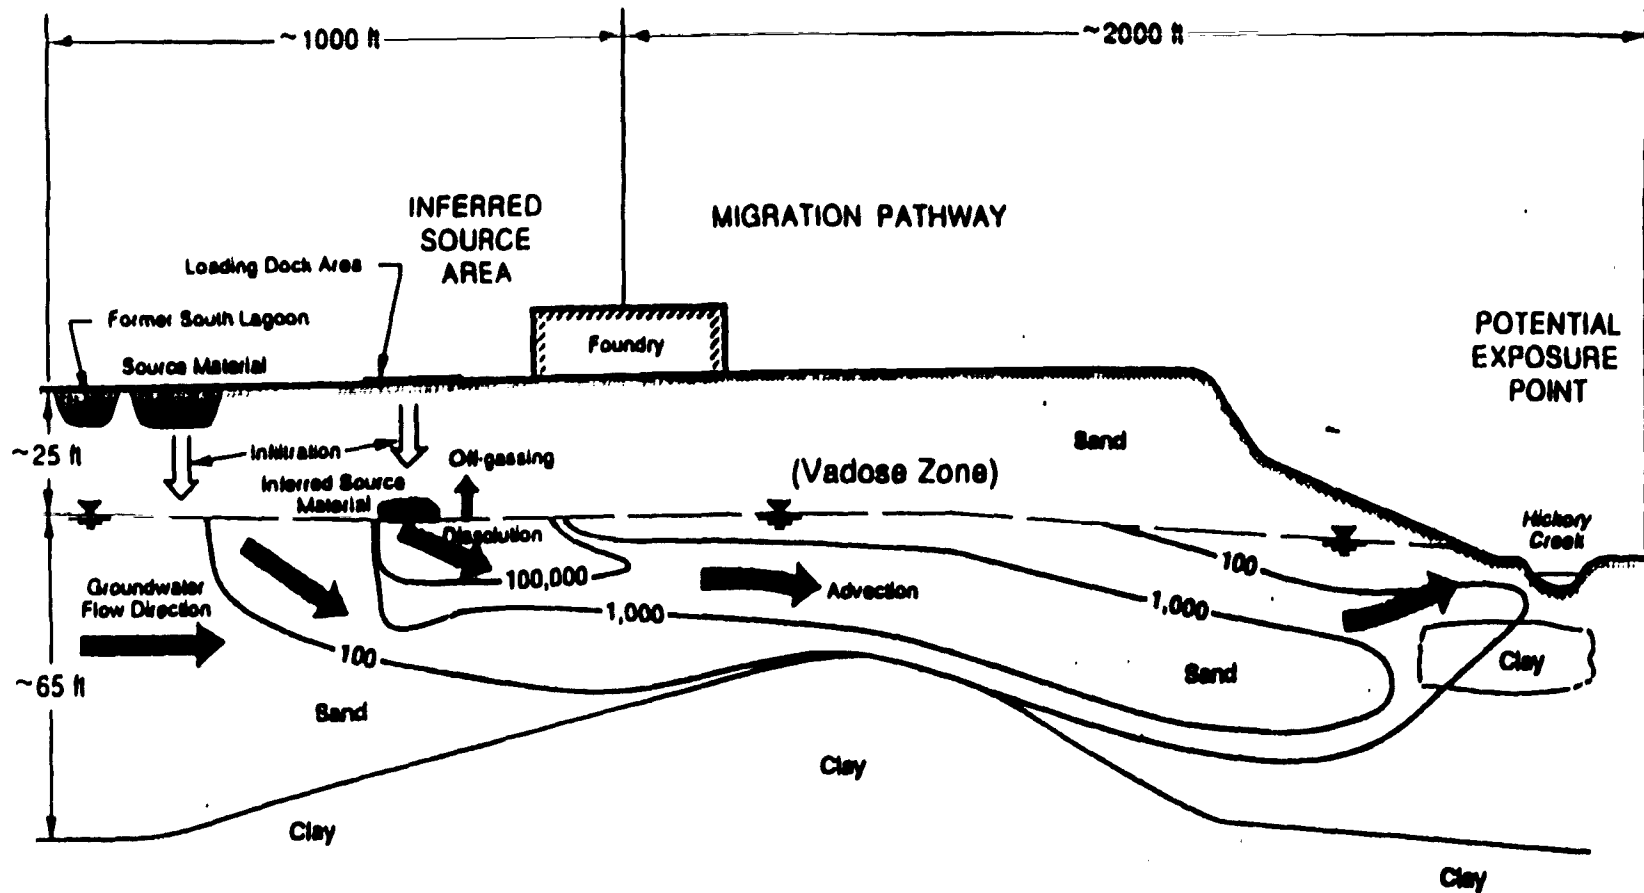 ~1000 ft
~2000 ft
INFERRED
SOURCE
AREA
MIGRATION PATHWAY
Loading Dock Area
Former South Lagoon
Source Material
Foundry
POTENTIAL
EXPOSURE
POINT
~25 ft
Infiltration
Off-gassing
Sand
(Vadose Zone)
Inferred Source
Material
Hickory
Creek
Dissolution
100,000
100
Groundwater
Flow Direction
Advection
1,000
1,000
100
Clay
~65 ft
Sand
Sand
Clay
Clay
Clay